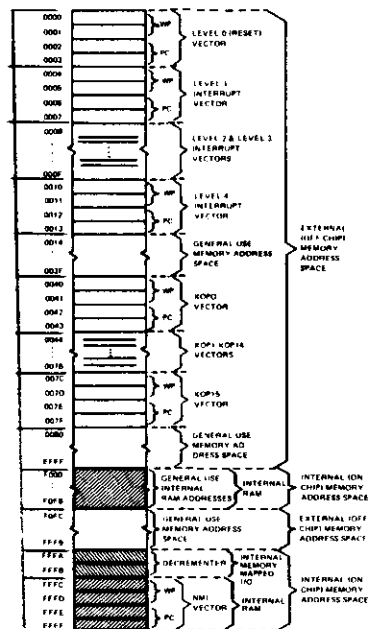 0000
0001
0002
0003
WP
PC
LEVEL 0 (RESET)
VECTOR
0004
0005
0006
0007
WP
PC
LEVEL 1
INTERRUPT
VECTOR
0008
000F
LEVEL 2 & LEVEL 3
INTERRUPT
VECTORS
0010
0011
0012
0013
WP
PC
LEVEL 4
INTERRUPT
VECTOR
0014
003F
GENERAL USE
MEMORY ADDRESS
SPACE
EXTERNAL
(OFF CHIP)
MEMORY
ADDRESS
SPACE
0040
0041
0042
0043
WP
PC
XOP0
VECTOR
0044
007B
XOP1 XOP14
VECTORS
007C
007D
007E
007F
WP
PC
XOP15
VECTOR
0080
EFFF
GENERAL USE
MEMORY AD
DRESS SPACE
F000
F0FB
GENERAL USE
INTERNAL
RAM ADDRESSES
INTERNAL
RAM
INTERNAL (ON
CHIP) MEMORY
ADDRESS SPACE
F0FC
FFF9
GENERAL USE
MEMORY ADDRESS
SPACE
EXTERNAL (OFF
CHIP) MEMORY
ADDRESS SPACE
FFFA
FFFB
DECREMENTER
INTERNAL
MEMORY
MAPPED
I/O
FFFC
FFFD
FFFE
FFFF
WP
PC
NMI
VECTOR
INTERNAL
RAM
INTERNAL (ON
CHIP) MEMORY
ADDRESS SPACE